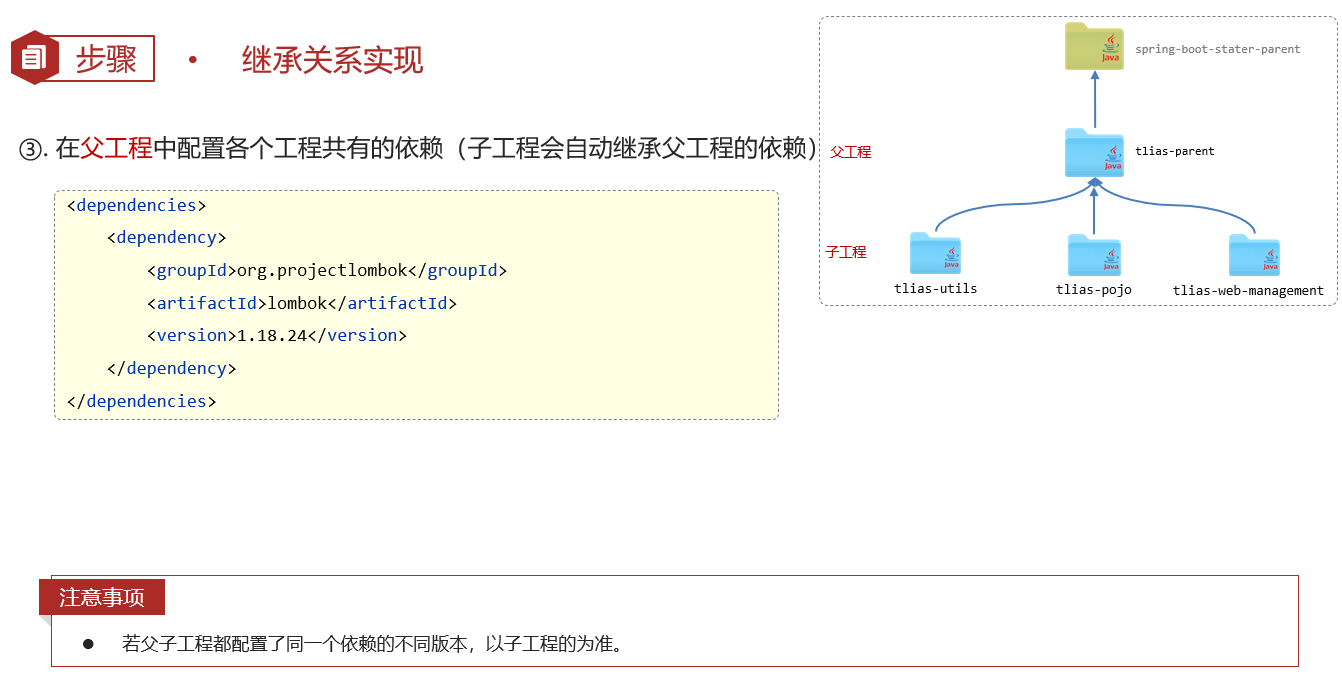 步骤 · 继承关系实现
③. 在父工程中配置各个工程共有的依赖（子工程会自动继承父工程的依赖）
<dependencies>
    <dependency>
        <groupId>org.projectlombok</groupId>
        <artifactId>lombok</artifactId>
        <version>1.18.24</version>
    </dependency>
</dependencies>
Java
spring-boot-stater-parent
父工程
Java
tlias-parent
子工程
Java
Java
Java
tlias-utils
tlias-pojo
tlias-web-management
注意事项
● 若父子工程都配置了同一个依赖的不同版本，以子工程的为准。